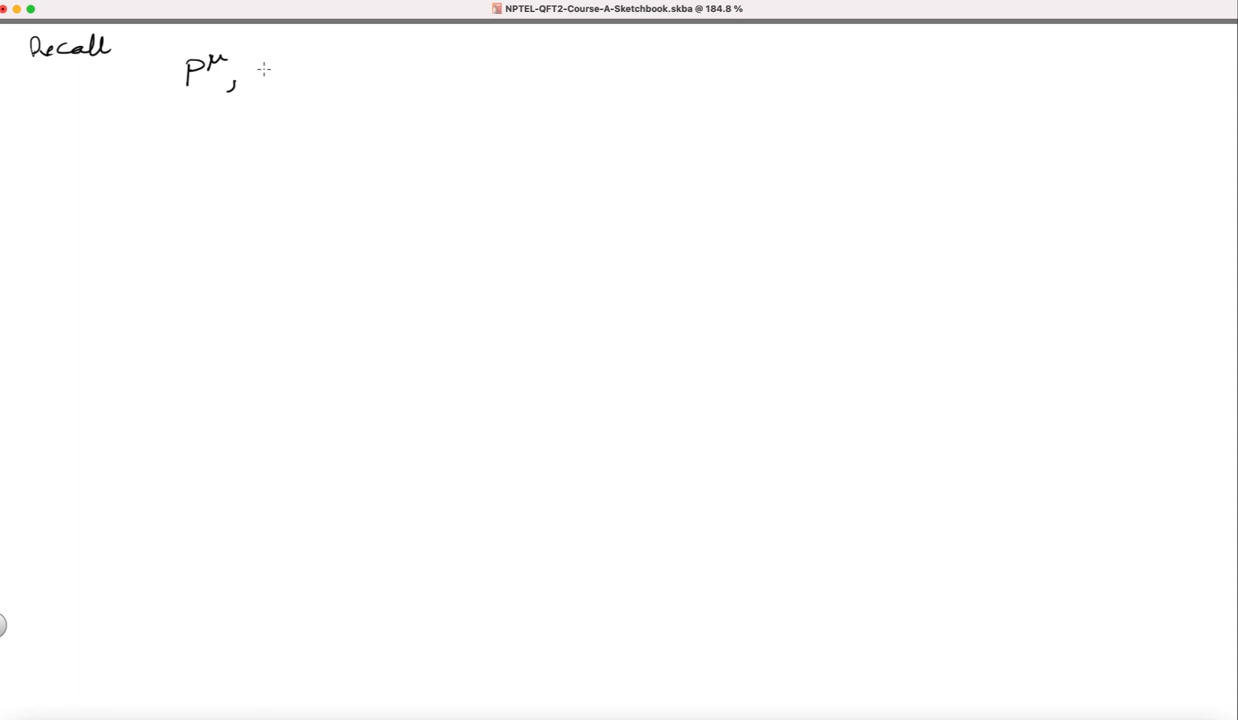 NPTEL-QFT2-Course-A-Sketchbook.skba @ 184.8 %
Recall
P^μ,